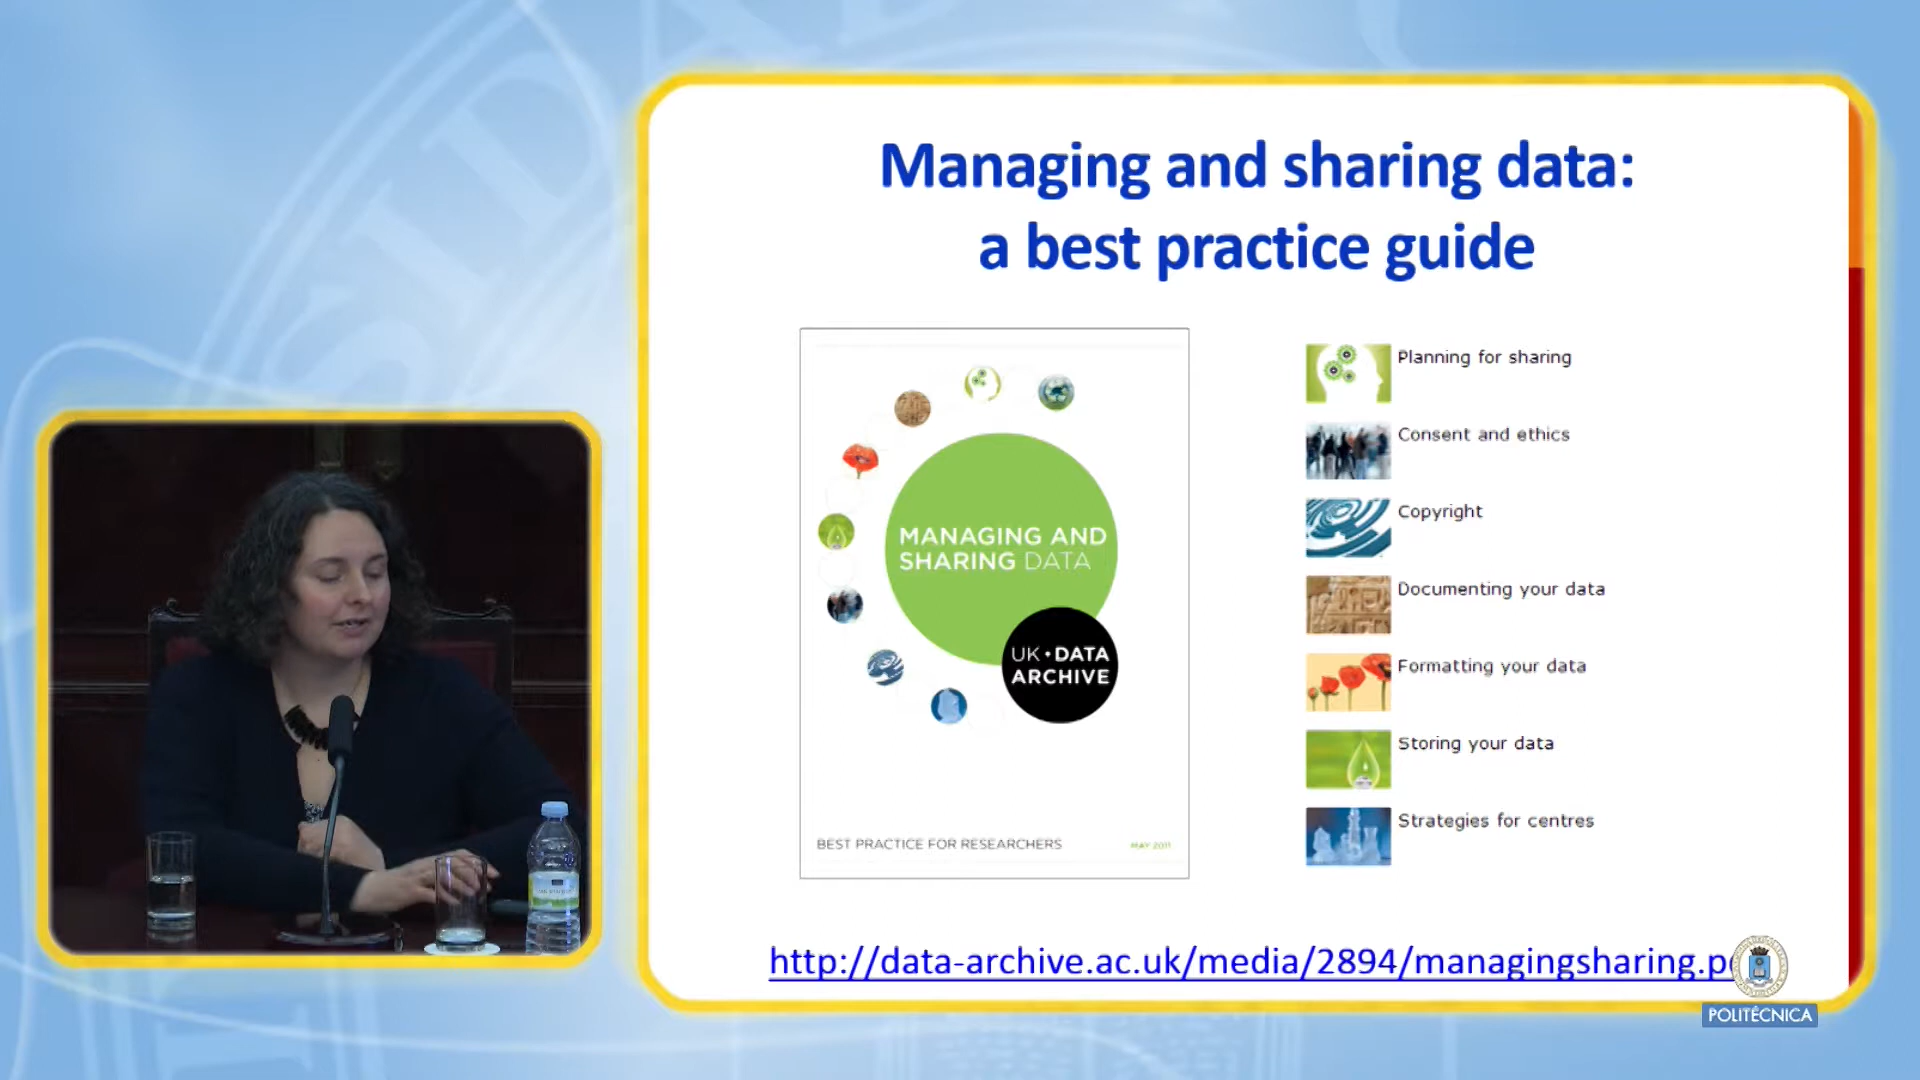 Managing and sharing data:
a best practice guide
MANAGING AND
SHARING DATA
UK • DATA
ARCHIVE
BEST PRACTICE FOR RESEARCHERS
MAY 2011
Planning for sharing
Consent and ethics
Copyright
Documenting your data
Formatting your data
Storing your data
Strategies for centres
http://data-archive.ac.uk/media/2894/managingsharing.p
POLITÉCNICA